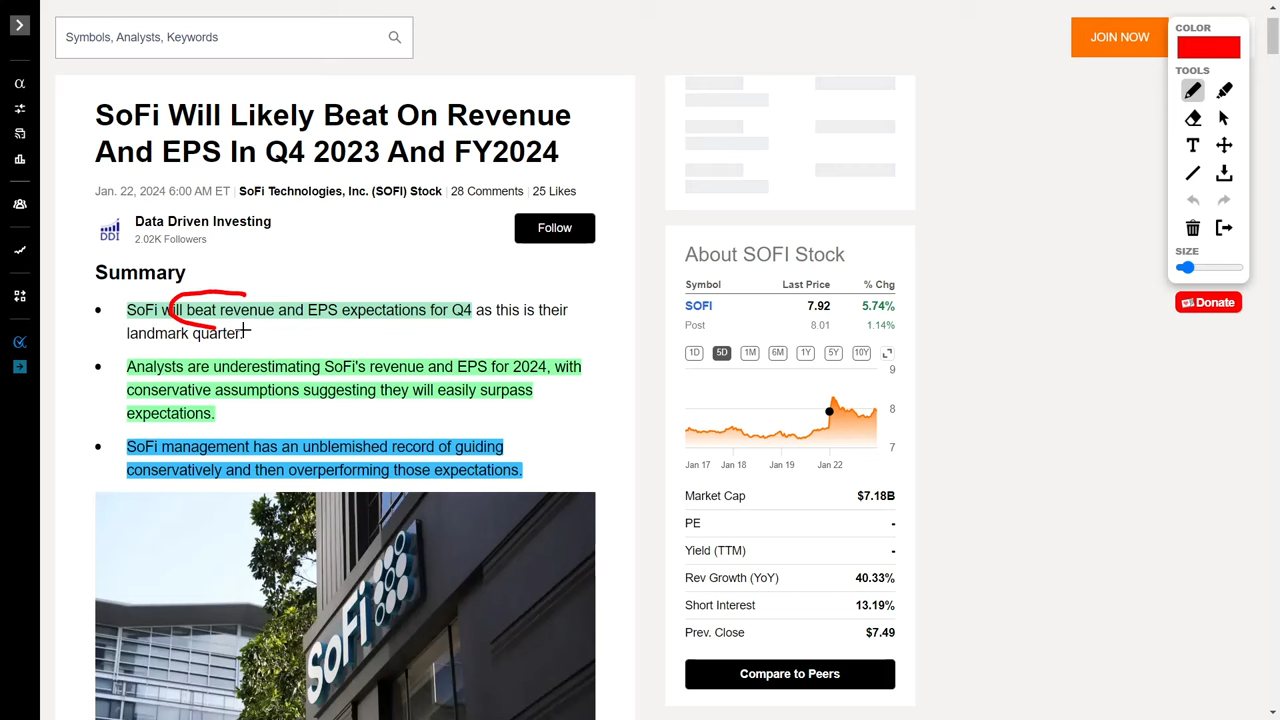 Symbols, Analysts, Keywords
JOIN NOW
COLOR
TOOLS
T
SIZE
Donate
SoFi Will Likely Beat On Revenue
And EPS In Q4 2023 And FY2024
Jan. 22, 2024 6:00 AM ET | SoFi Technologies, Inc. (SOFI) Stock | 28 Comments | 25 Likes
DDI
Data Driven Investing
2.02K Followers
Follow
Summary
• SoFi will beat revenue and EPS expectations for Q4 as this is their
landmark quarter.
• Analysts are underestimating SoFi's revenue and EPS for 2024, with
conservative assumptions suggesting they will easily surpass
expectations.
• SoFi management has an unblemished record of guiding
conservatively and then overperforming those expectations.
SoFi
About SOFI Stock
Symbol Last Price % Chg
SOFI 7.92 5.74%
Post 8.01 1.14%
1D 5D 1M 6M 1Y 5Y 10Y
9
8
7
Jan 17 Jan 18 Jan 19 Jan 22
Market Cap $7.18B
PE -
Yield (TTM) -
Rev Growth (YoY) 40.33%
Short Interest 13.19%
Prev. Close $7.49
Compare to Peers